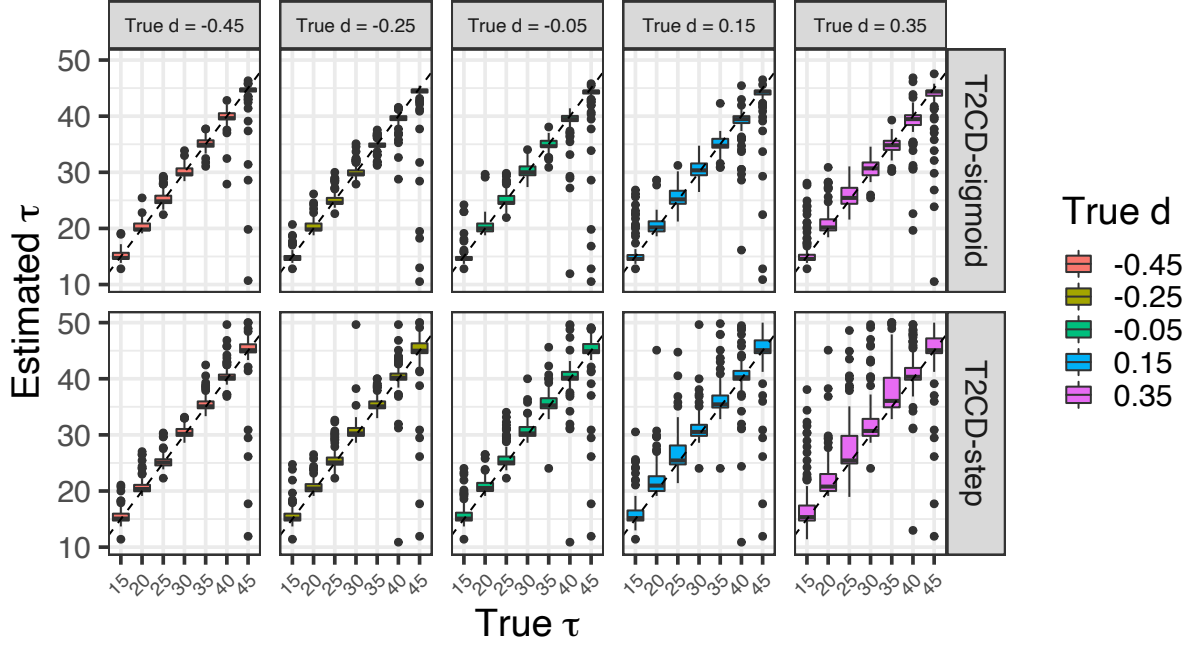 True d = -0.45
True d = -0.25
True d = -0.05
True d = 0.15
True d = 0.35
50
40
30
20
10
T2CD-sigmoid
50
40
30
20
10
T2CD-step
Estimated τ
15 20 25 30 35 40 45
15 20 25 30 35 40 45
15 20 25 30 35 40 45
15 20 25 30 35 40 45
15 20 25 30 35 40 45
True τ
True d
-0.45
-0.25
-0.05
0.15
0.35